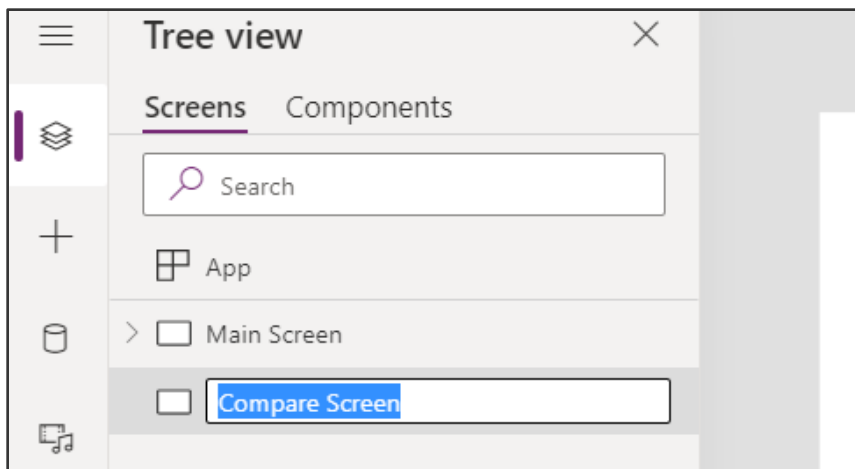 Tree view
Screens Components
Search
App
Main Screen
Compare Screen